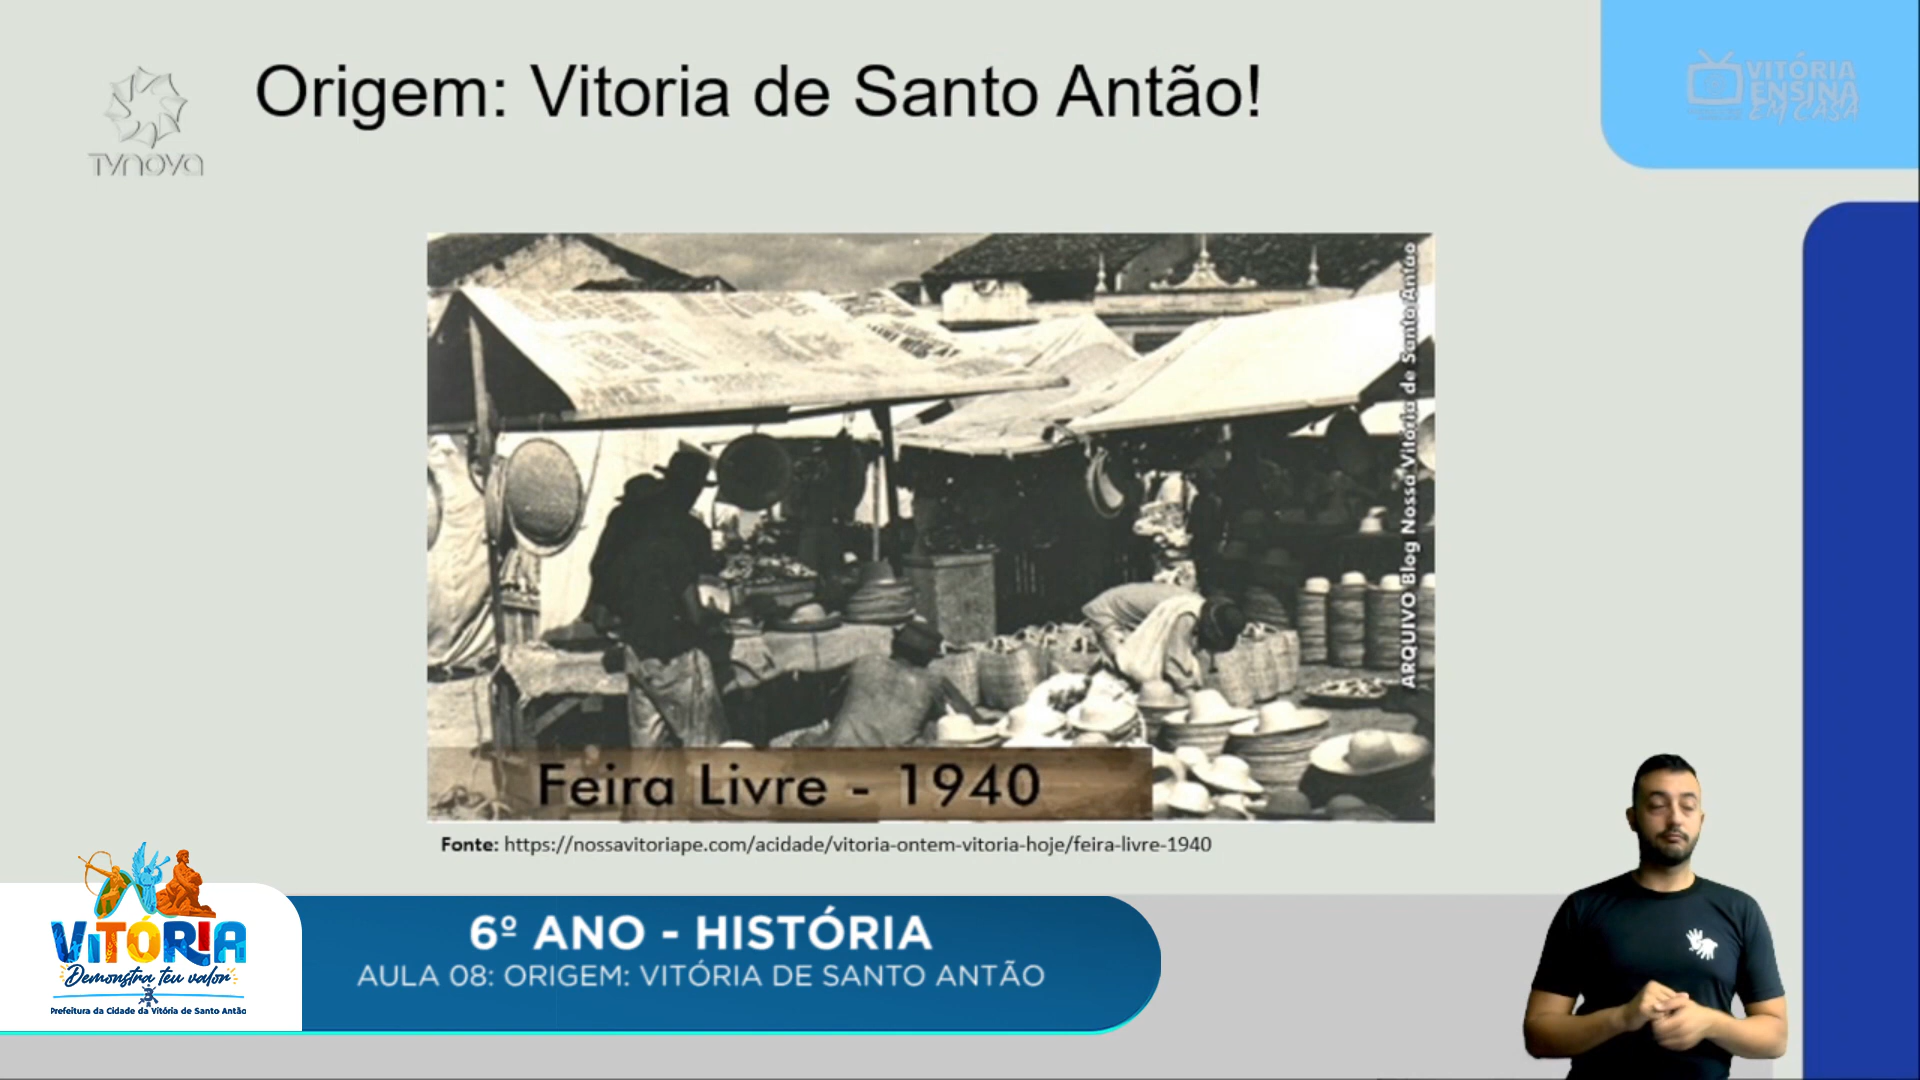 Origem: Vitoria de Santo Antão!
TVNOVA
VITÓRIA
ENSINA
EM CASA
ARQUIVO Blog Nossa Vitória de Santo Antão
Feira Livre - 1940
Fonte: https://nossavitoriape.com/acidade/vitoria-ontem-vitoria-hoje/feira-livre-1940
VITÓRIA
Demonstra teu valor
Prefeitura da Cidade da Vitória de Santo Antão
6º ANO - HISTÓRIA
AULA 08: ORIGEM: VITÓRIA DE SANTO ANTÃO